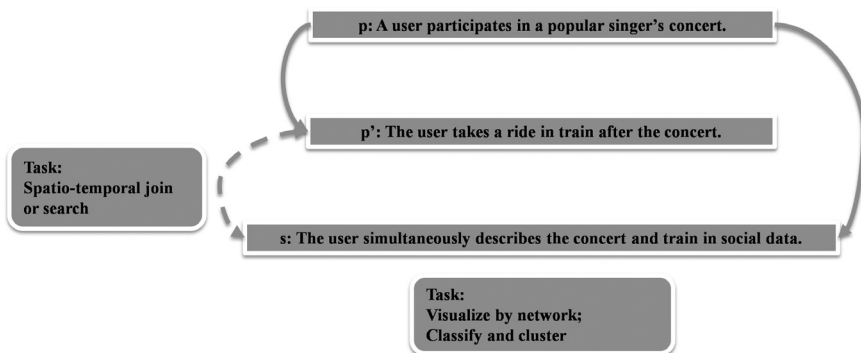 p: A user participates in a popular singer’s concert.
p’: The user takes a ride in train after the concert.
Task:
Spatio-temporal join
or search
s: The user simultaneously describes the concert and train in social data.
Task:
Visualize by network;
Classify and cluster